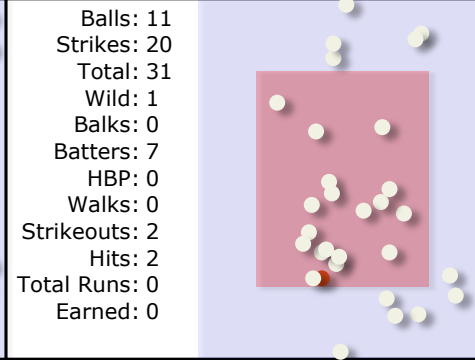 Balls: 11
Strikes: 20
Total: 31
Wild: 1
Balks: 0
Batters: 7
HBP: 0
Walks: 0
Strikeouts: 2
Hits: 2
Total Runs: 0
Earned: 0